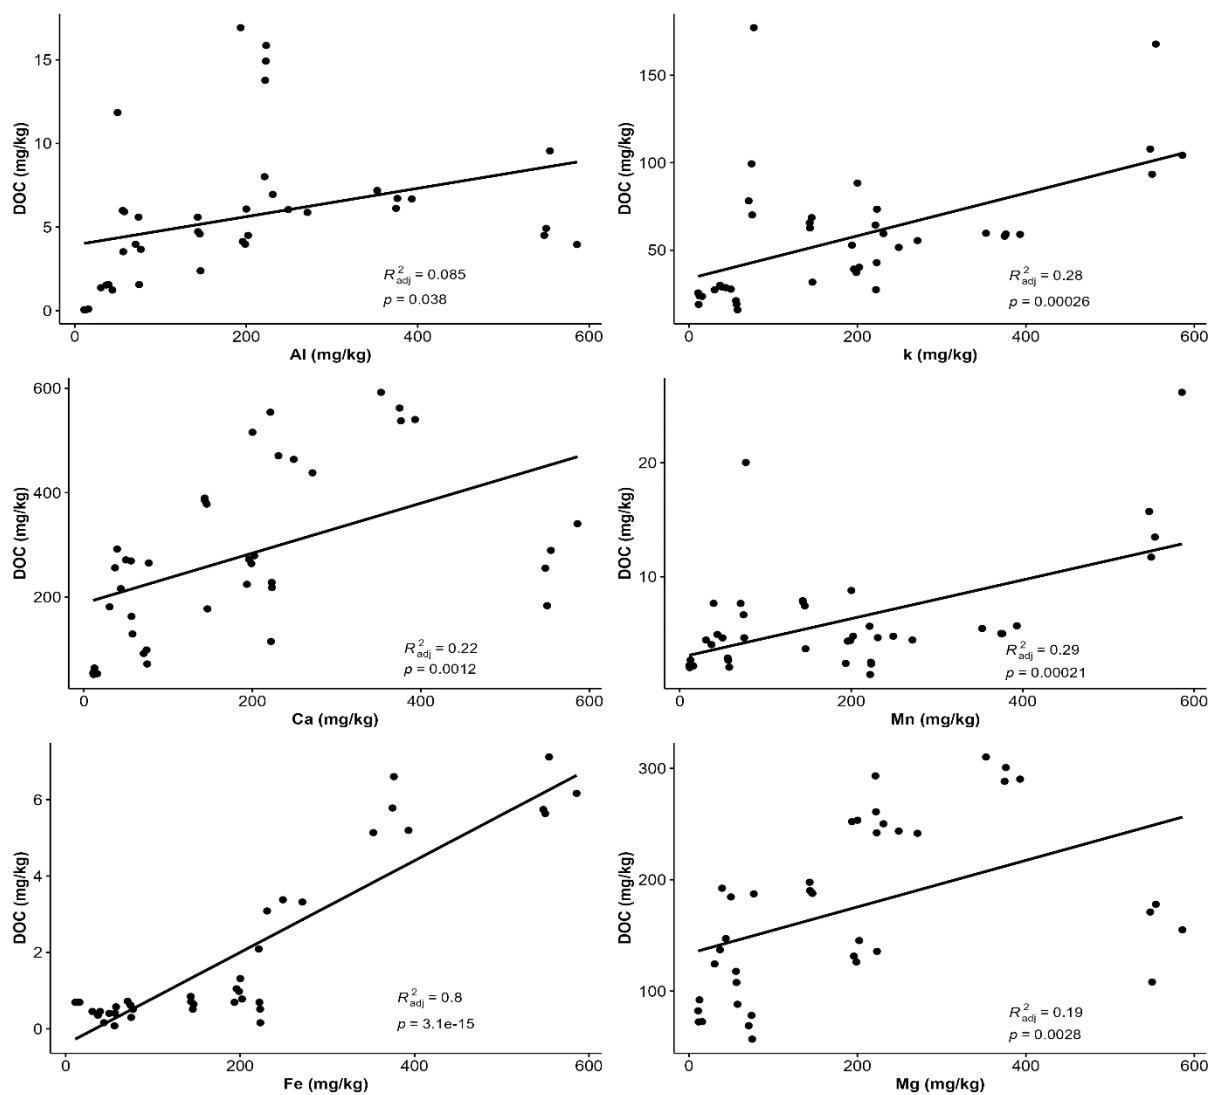 15
10
5
0
DOC (mg/kg)
R²adj = 0.085
p = 0.038
0 200 400 600
Al (mg/kg)
150
100
50
DOC (mg/kg)
R²adj = 0.28
p = 0.00026
0 200 400 600
k (mg/kg)
600
400
200
DOC (mg/kg)
R²adj = 0.22
p = 0.0012
0 200 400 600
Ca (mg/kg)
20
10
DOC (mg/kg)
R²adj = 0.29
p = 0.00021
0 200 400 600
Mn (mg/kg)
6
4
2
0
DOC (mg/kg)
R²adj = 0.8
p = 3.1e-15
0 200 400 600
Fe (mg/kg)
300
200
100
DOC (mg/kg)
R²adj = 0.19
p = 0.0028
0 200 400 600
Mg (mg/kg)